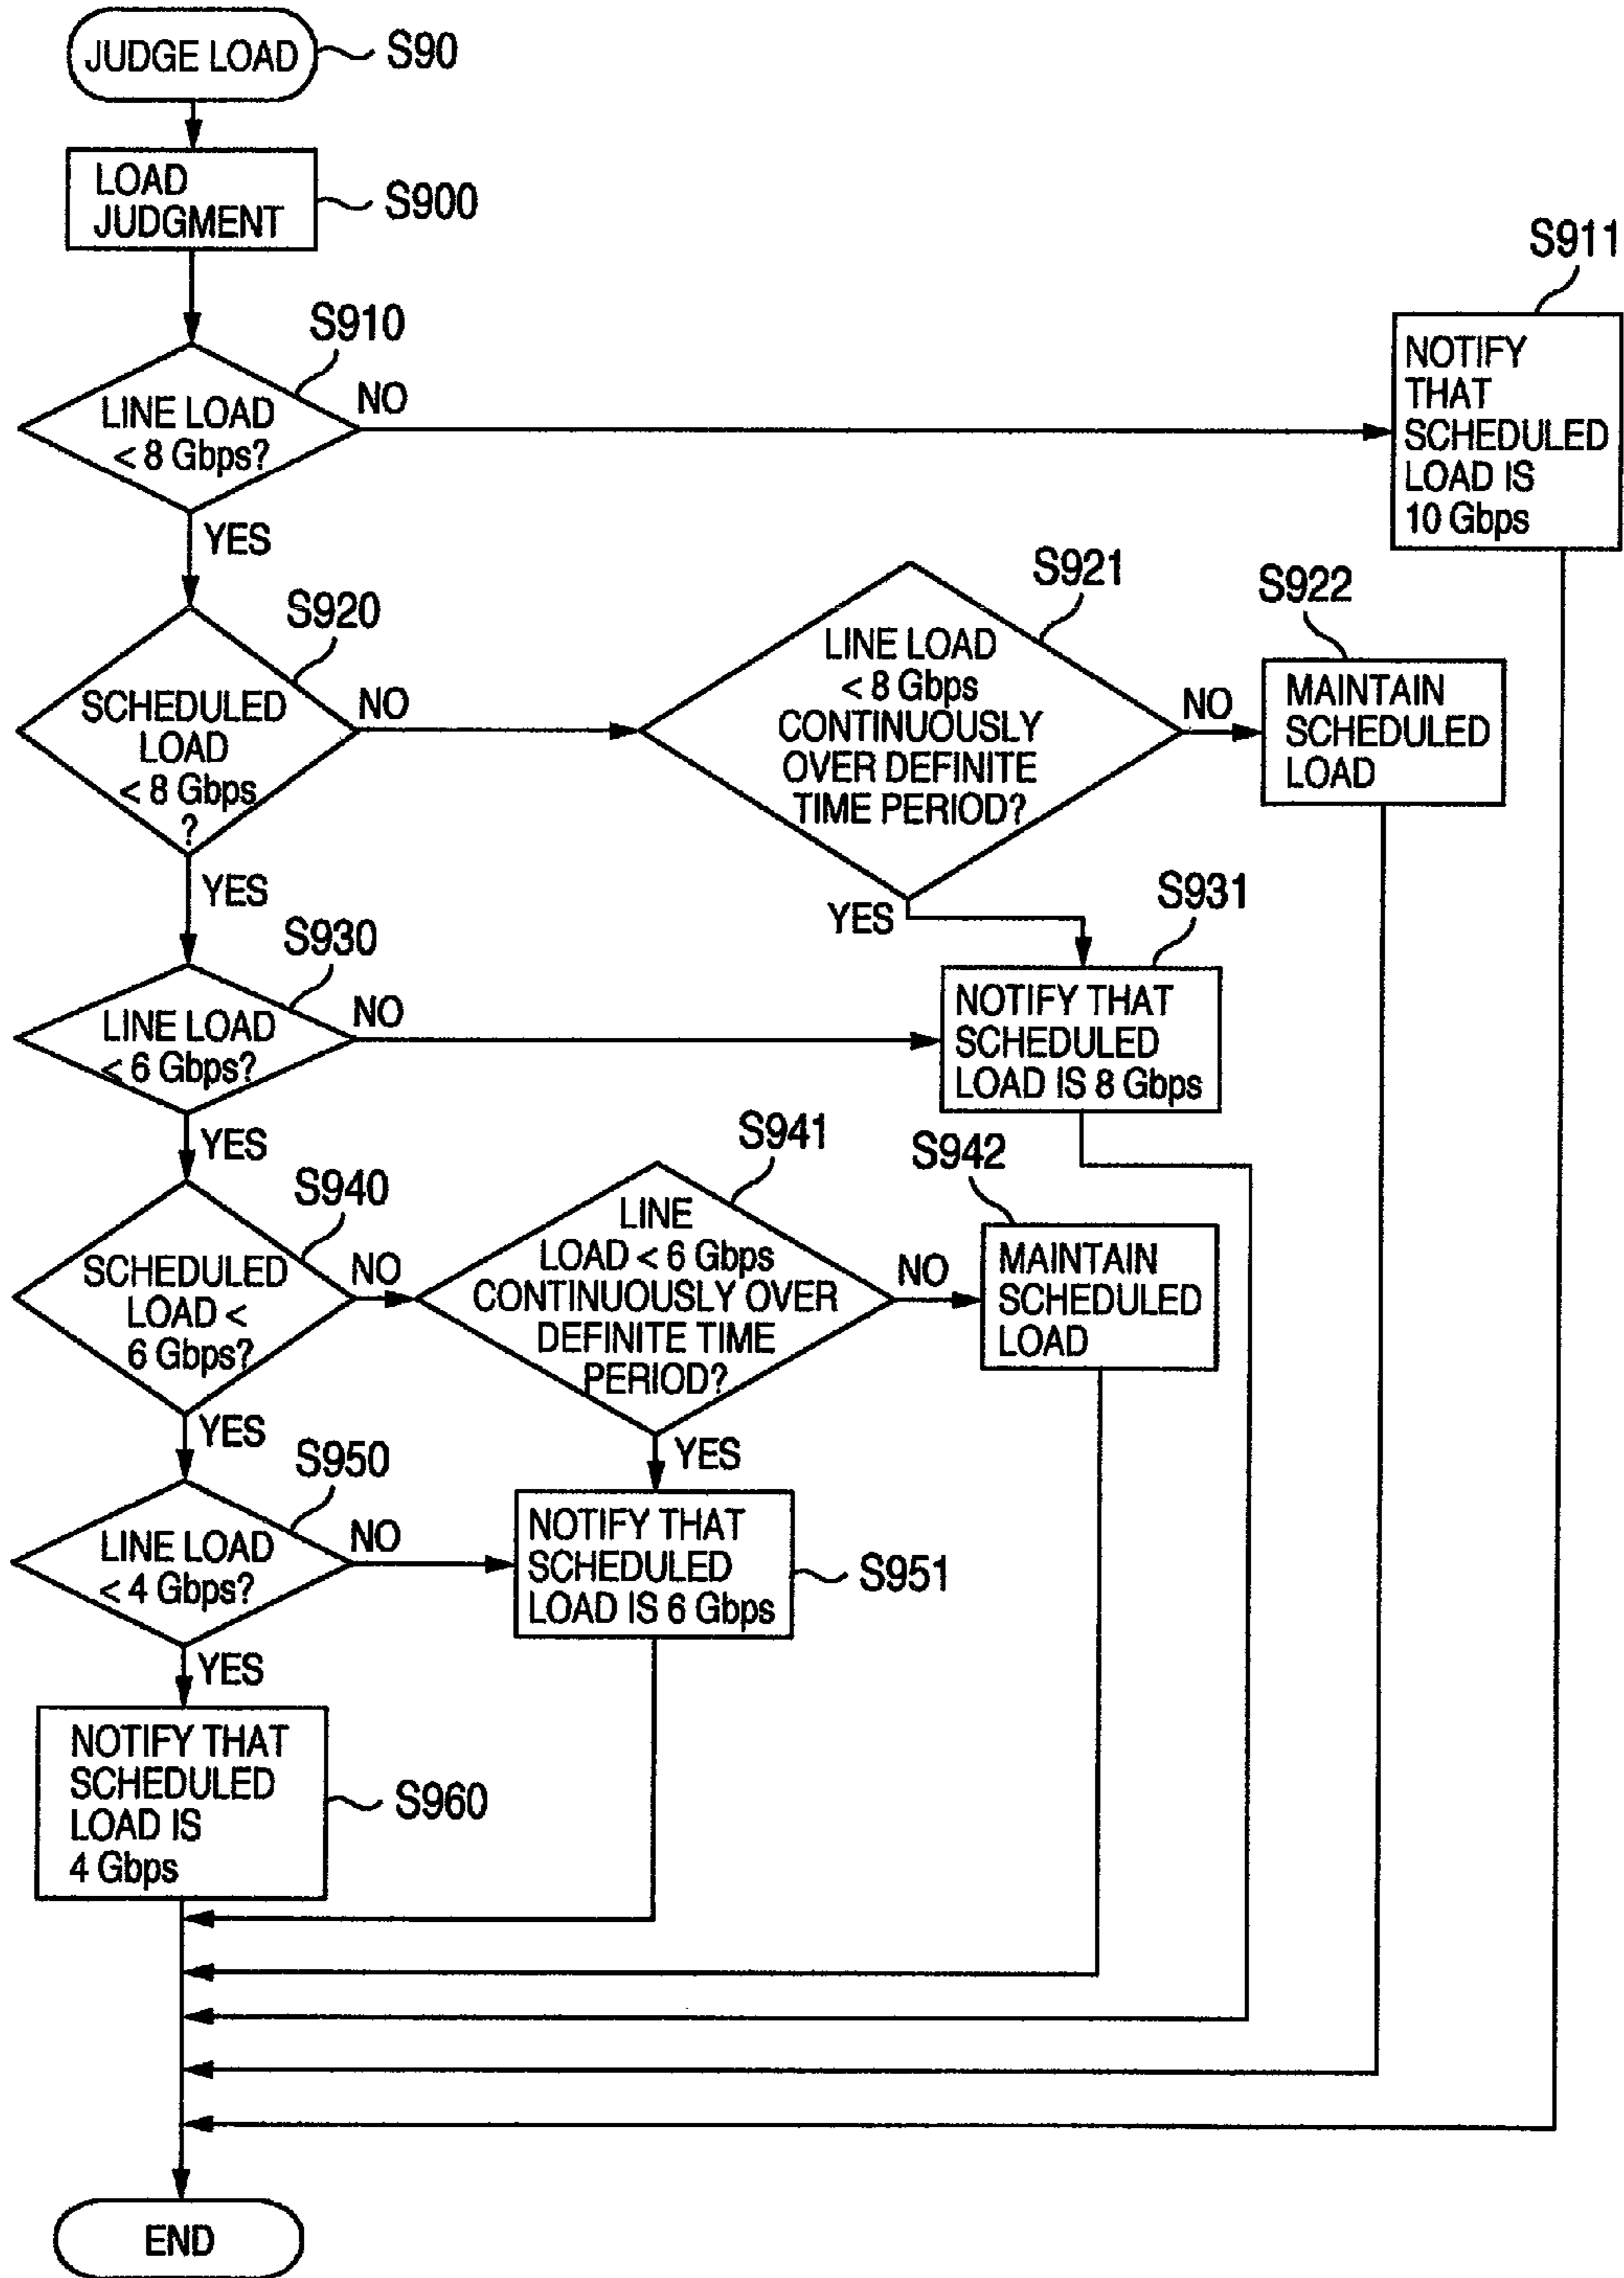 JUDGE LOAD
S90
LOAD
JUDGMENT
S900
S910
LINE LOAD
< 8 Gbps?
NO
YES
S911
NOTIFY
THAT
SCHEDULED
LOAD IS
10 Gbps
S920
SCHEDULED
LOAD
< 8 Gbps
?
NO
YES
S921
LINE LOAD
< 8 Gbps
CONTINUOUSLY
OVER DEFINITE
TIME PERIOD?
NO
YES
S922
MAINTAIN
SCHEDULED
LOAD
S930
LINE LOAD
< 6 Gbps?
NO
YES
S931
NOTIFY THAT
SCHEDULED
LOAD IS 8 Gbps
S940
SCHEDULED
LOAD <
6 Gbps?
NO
YES
S941
LINE
LOAD < 6 Gbps
CONTINUOUSLY OVER
DEFINITE TIME
PERIOD?
NO
YES
S942
MAINTAIN
SCHEDULED
LOAD
S950
LINE LOAD
< 4 Gbps?
NO
YES
NOTIFY THAT
SCHEDULED
LOAD IS 6 Gbps
S951
NOTIFY THAT
SCHEDULED
LOAD IS
4 Gbps
S960
END